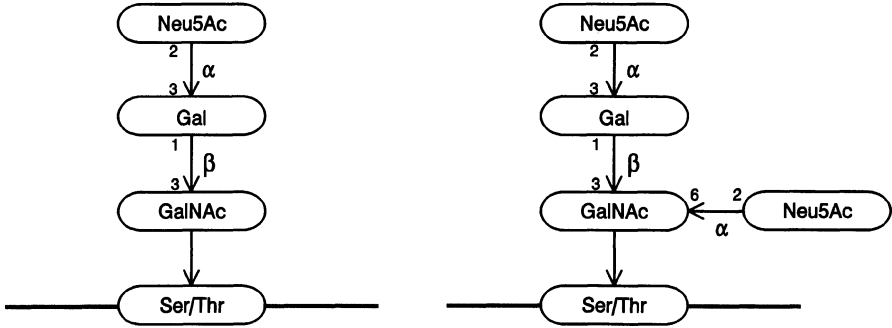 Neu5Ac
2
α
3
Gal
1
β
3
GalNAc
Ser/Thr
Neu5Ac
2
α
3
Gal
1
β
3
GalNAc
6
2
α
Neu5Ac
Ser/Thr